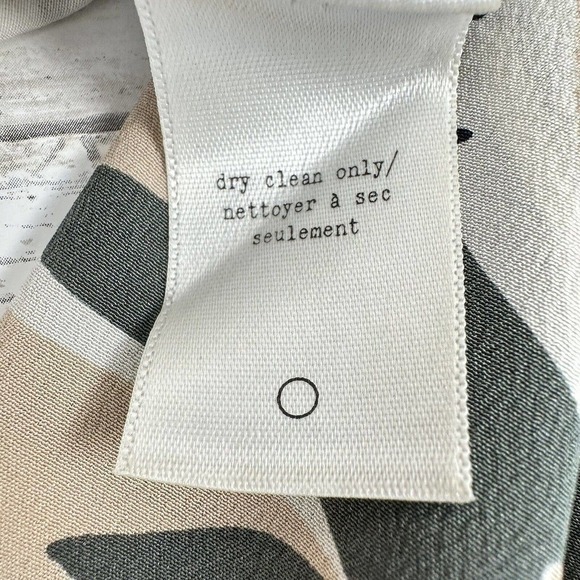 dry clean only/
nettoyer à sec
seulement